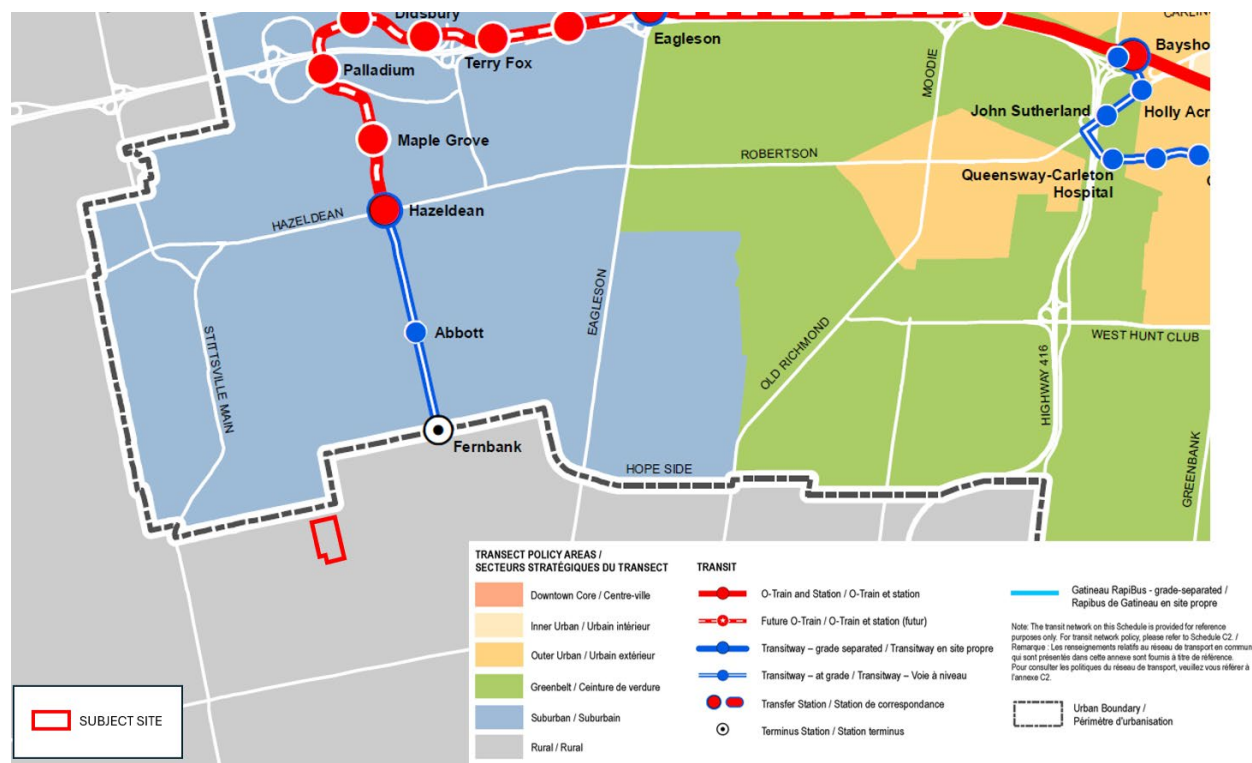 Didsbury
CARLIN
Eagleson
Baysho
Palladium
Terry Fox
MOODIE
John Sutherland
Holly Acr
Maple Grove
ROBERTSON
Queensway-Carleton
Hospital
HAZELDEAN
Hazeldean
EAGLESON
STITTSVILLE MAIN
Abbott
OLD RICHMOND
WEST HUNT CLUB
HIGHWAY 416
Fernbank
HOPE SIDE
GREENBANK
TRANSECT POLICY AREAS /
SECTEURS STRATÉGIQUES DU TRANSECT
Downtown Core / Centre-ville
Inner Urban / Urbain intérieur
Outer Urban / Urbain extérieur
Greenbelt / Ceinture de verdure
Suburban / Suburbain
Rural / Rural
TRANSIT
O-Train and Station / O-Train et station
Future O-Train / O-Train et station (futur)
Transitway – grade separated / Transitway en site propre
Transitway – at grade / Transitway – Voie à niveau
Transfer Station / Station de correspondance
Terminus Station / Station terminus
Gatineau RapiBus - grade-separated /
Rapibus de Gatineau en site propre
Note: The transit network on this Schedule is provided for reference
purposes only. For transit network policy, please refer to Schedule C2. /
Remarque : Les renseignements relatifs au réseau de transport en commun
qui sont présentés dans cette annexe sont fournis à titre de référence.
Pour consulter les politiques du réseau de transport, veuillez vous référer à
l'annexe C2.
Urban Boundary /
Périmètre d'urbanisation
SUBJECT SITE